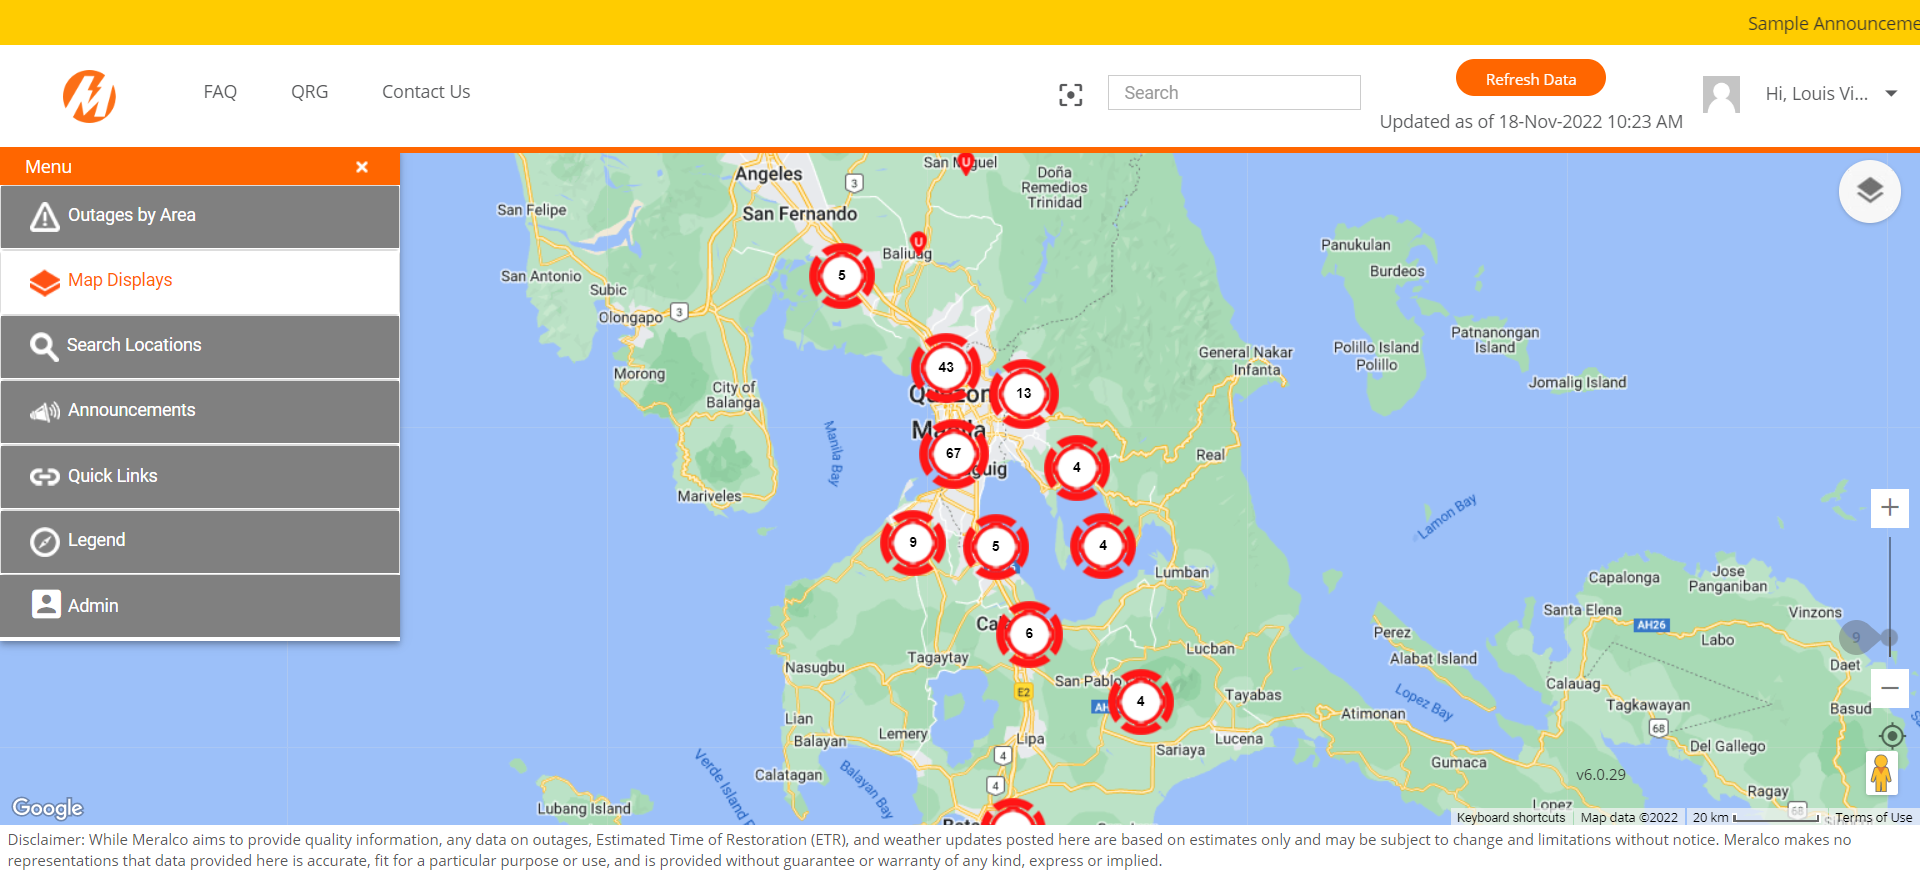 Sample Announceme
FAQ
QRG
Contact Us
Search
Refresh Data
Updated as of 18-Nov-2022 10:23 AM
Hi, Louis Vi...
Menu
Outages by Area
Map Displays
Search Locations
Announcements
Quick Links
Legend
Admin
Angeles
3
San Miguel
U
Doña
Remedios
Trinidad
San Felipe
San Fernando
U
Baliuag
Panukulan
Burdeos
San Antonio
5
Subic
Olongapo
3
Patnanongan
Island
General Nakar
Infanta
Polillo Island
Polillo
Jomalig Island
Morong
City of
Balanga
43
13
Quezon
Manila
67
4
Manila
Bay
Real
Mariveles
Lamon Bay
9
5
4
Lumban
Capalonga
Jose
Panganiban
Santa Elena
AH26
Vinzons
Labo
6
Perez
Alabat Island
9
Daet
Tagaytay
Lucban
Nasugbu
San Pablo
E2
4
Tayabas
Calauag
Tagkawayan
Basud
Lopez Bay
Lian
Balayan
Lemery
Lipa
Lucena
Atimonan
68
Del Gallego
Sariaya
4
Gumaca
Calatagan
Balayan
Bay
4
v6.0.29
Ragay
Lubang Island
Lopez
68
Google
Keyboard shortcuts
Map data ©2022
20 km
Terms of Use
Disclaimer: While Meralco aims to provide quality information, any data on outages, Estimated Time of Restoration (ETR), and weather updates posted here are based on estimates only and may be subject to change and limitations without notice. Meralco makes no
representations that data provided here is accurate, fit for a particular purpose or use, and is provided without guarantee or warranty of any kind, express or implied.